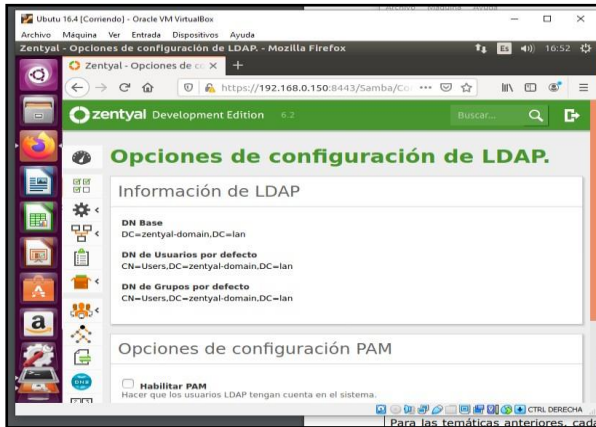 Archivo Máquina Ayuda
Ubutu 16.4 [Corriendo] - Oracle VM VirtualBox
Archivo Máquina Ver Entrada Dispositivos Ayuda
Zentyal - Opciones de configuración de LDAP. - Mozilla Firefox Es 16:52
Zentyal - Opciones de c
https://192.168.0.150:8443/Samba/Co
zentyal Development Edition 6.2 Buscar...
Opciones de configuración de LDAP.
Información de LDAP
DN Base
DC=zentyal-domain,DC=lan
DN de Usuarios por defecto
CN=Users,DC=zentyal-domain,DC=lan
DN de Grupos por defecto
CN=Users,DC=zentyal-domain,DC=lan
Opciones de configuración PAM
Habilitar PAM
Hacer que los usuarios LDAP tengan cuenta en el sistema.
DNS
CTRL DERECHA
Para las temáticas anteriores, cada